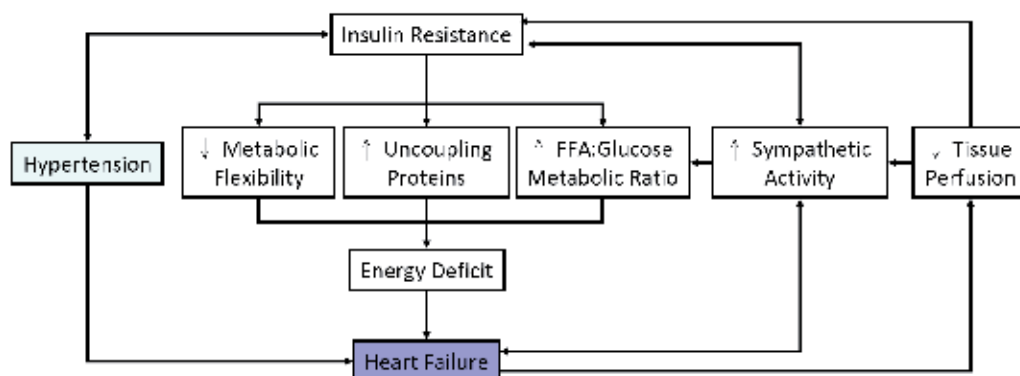 Insulin Resistance
Hypertension
↓ Metabolic
Flexibility
↑ Uncoupling
Proteins
^ FFA:Glucose
Metabolic Ratio
↑ Sympathetic
Activity
↓ Tissue
Perfusion
Energy Deficit
Heart Failure